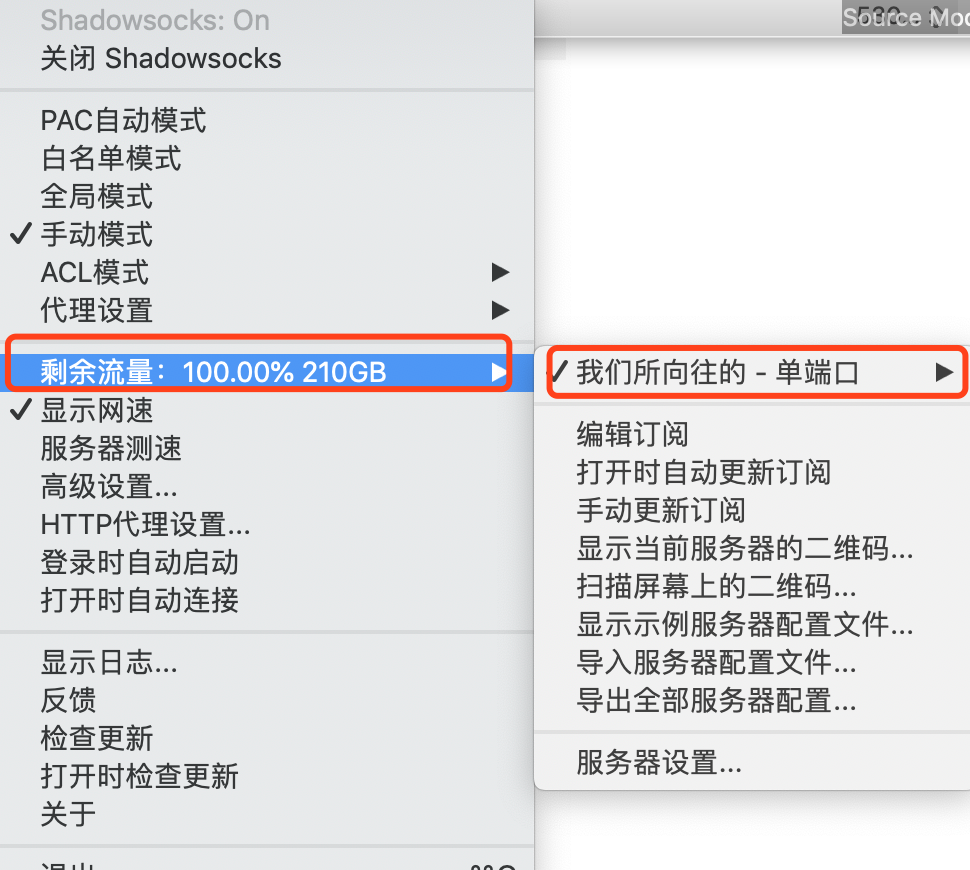 Shadowsocks: On
关闭 Shadowsocks
PAC自动模式
白名单模式
全局模式
✓手动模式
ACL模式
代理设置
剩余流量：100.00% 210GB
✓显示网速
服务器测速
高级设置...
HTTP代理设置...
登录时自动启动
打开时自动连接
显示日志...
反馈
检查更新
打开时检查更新
关于
✓我们所向往的 - 单端口
编辑订阅
打开时自动更新订阅
手动更新订阅
显示当前服务器的二维码...
扫描屏幕上的二维码...
显示示例服务器配置文件...
导入服务器配置文件...
导出全部服务器配置...
服务器设置...
Source